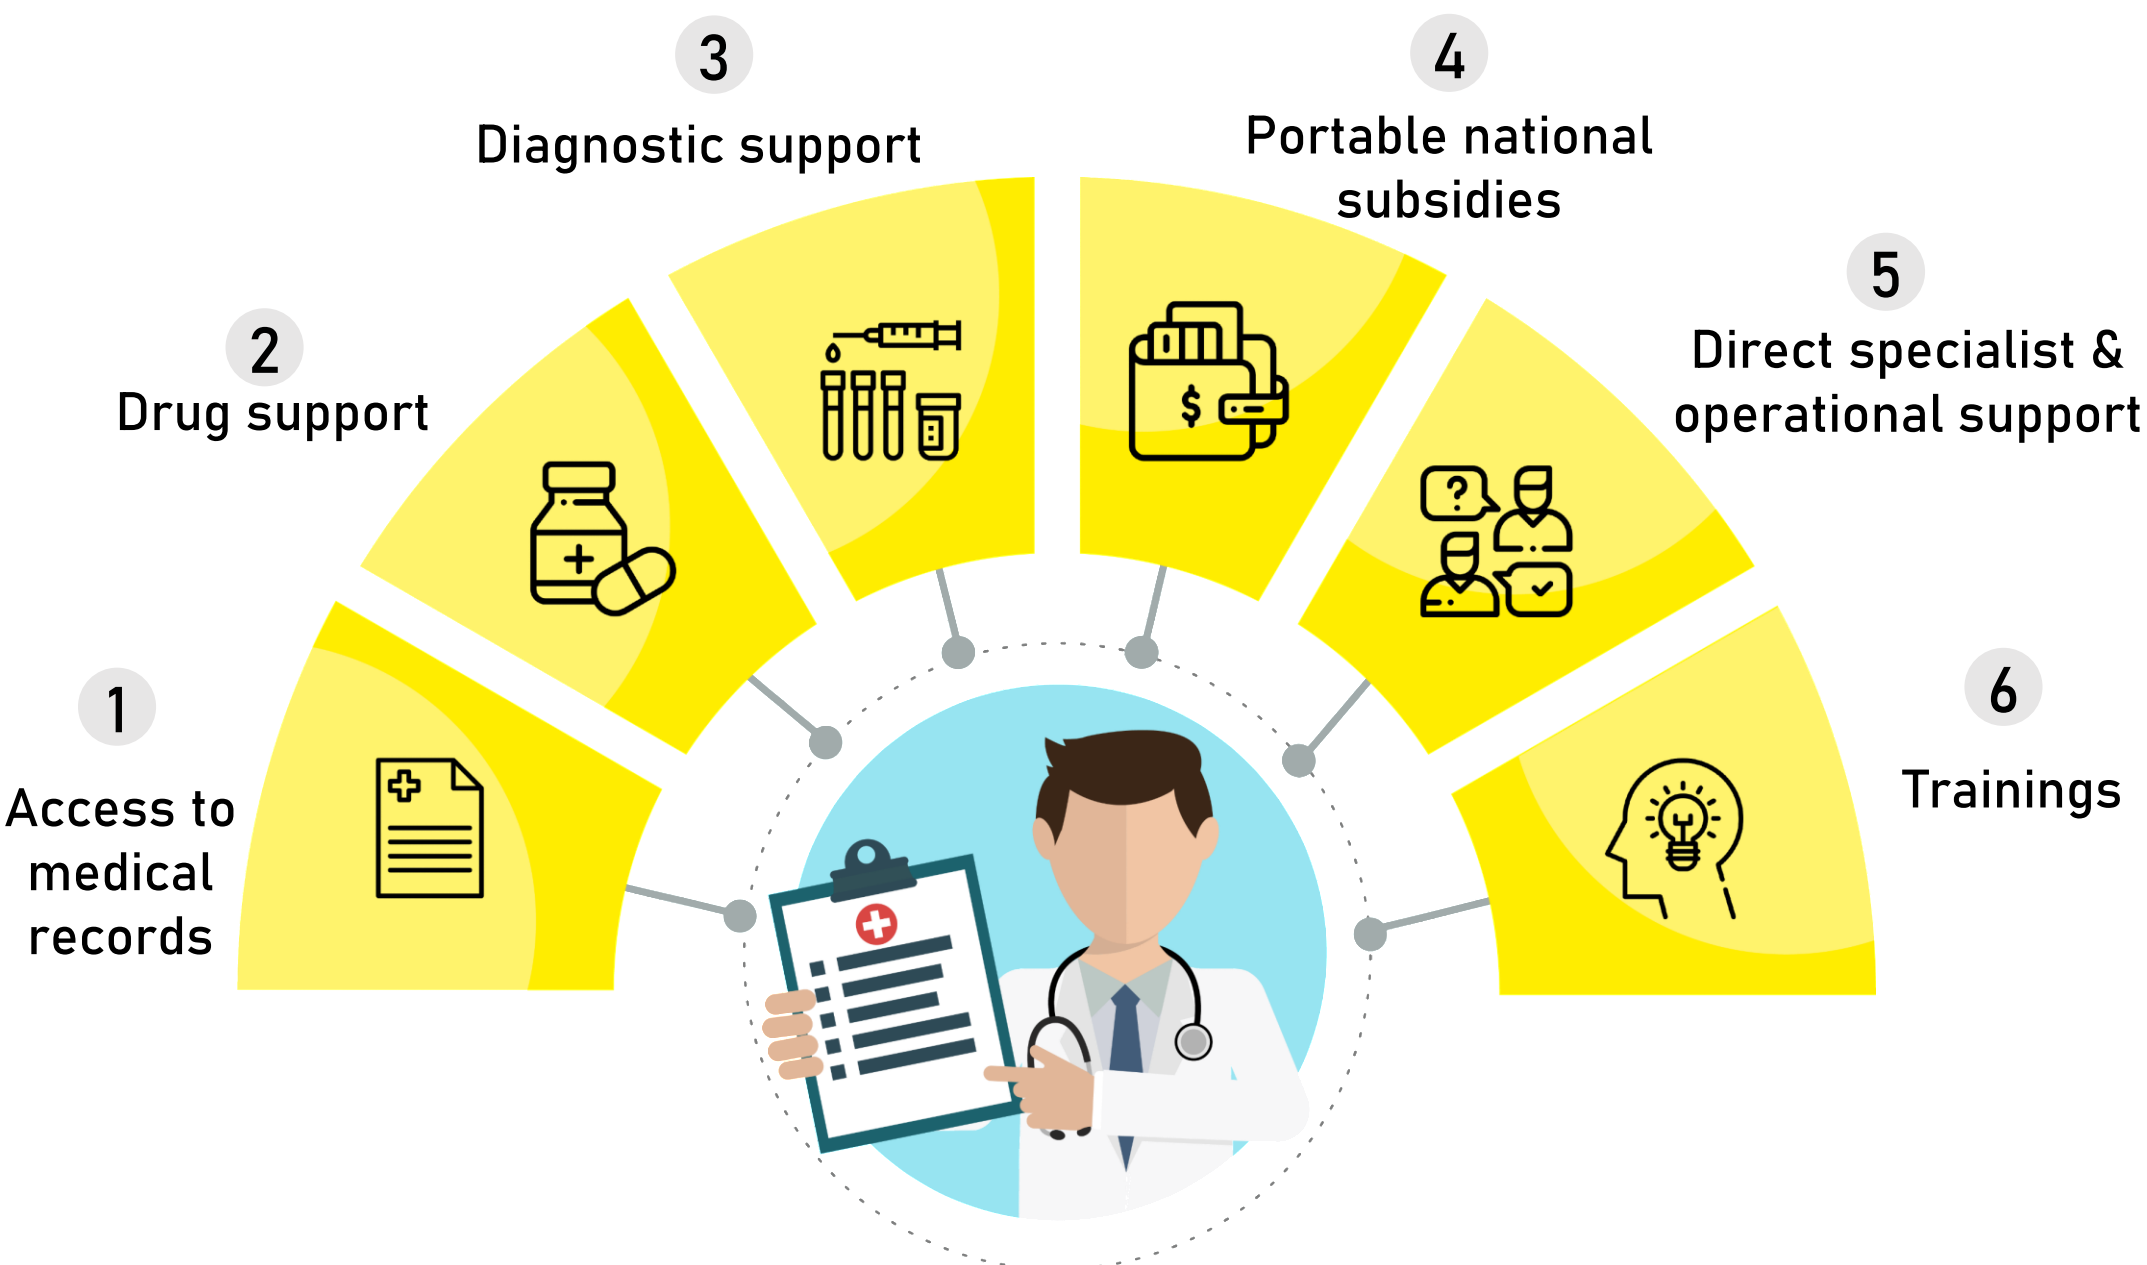 1
Access to
medical
records
2
Drug support
3
Diagnostic support
4
Portable national
subsidies
5
Direct specialist &
operational support
6
Trainings
$
?